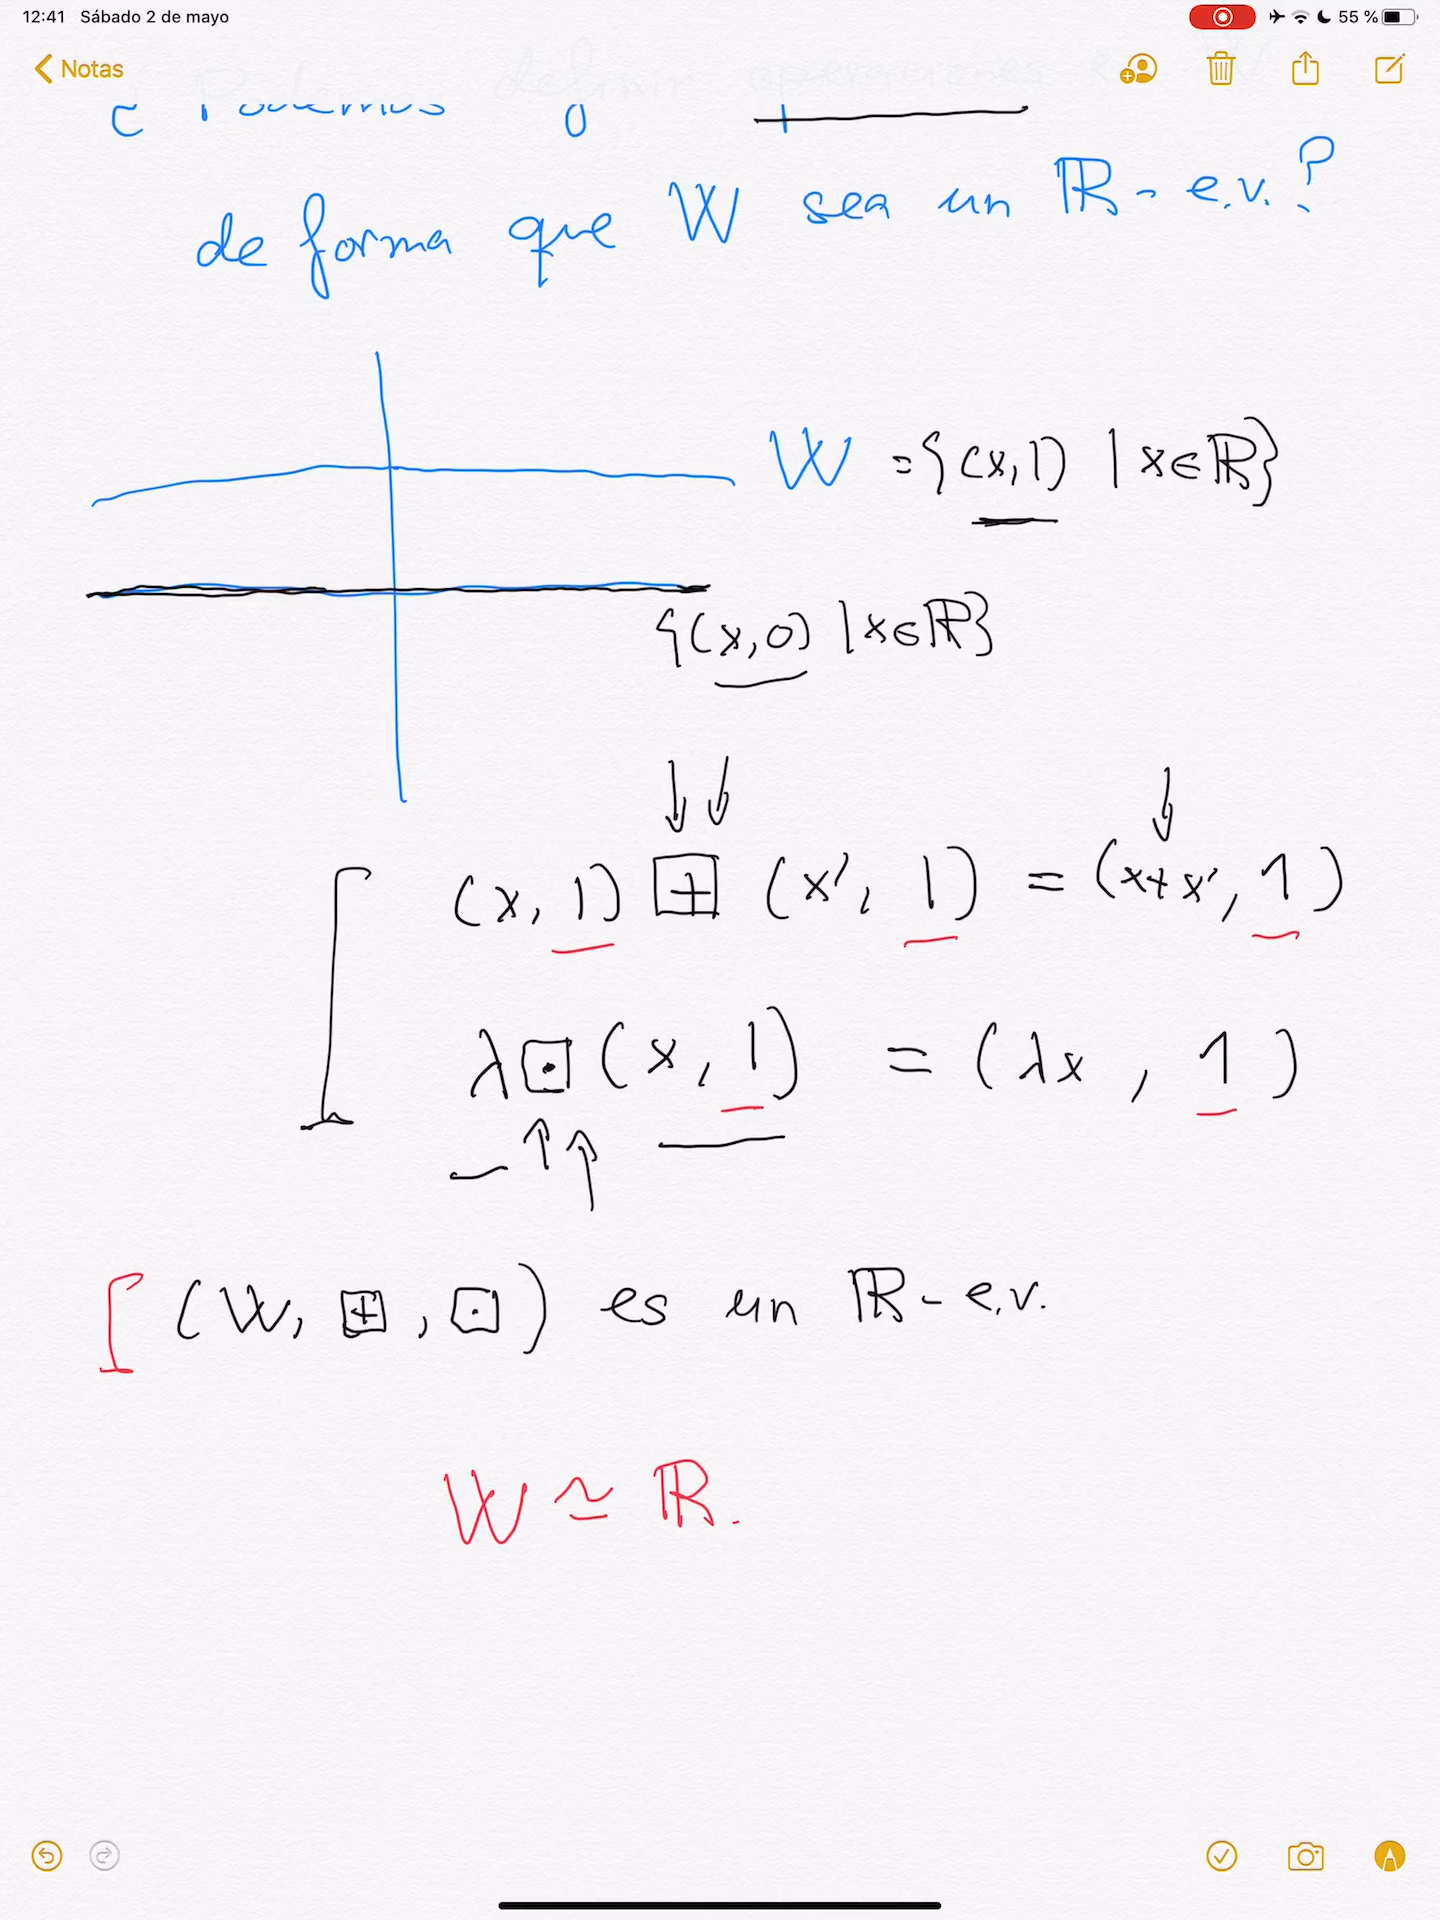 12:41 Sábado 2 de mayo 55 %
Notas
¿ Podemos
de forma que W sea un ℝ - e.v.?
W = {(x,1) | x∈ℝ}
{(x,0) | x∈ℝ}
(x, 1) ⊞ (x', 1) = (x+x', 1)
λ ⊡ (x, 1) = (λx, 1)
(W, ⊞, ⊡) es un ℝ - e.v.
W ≃ ℝ.